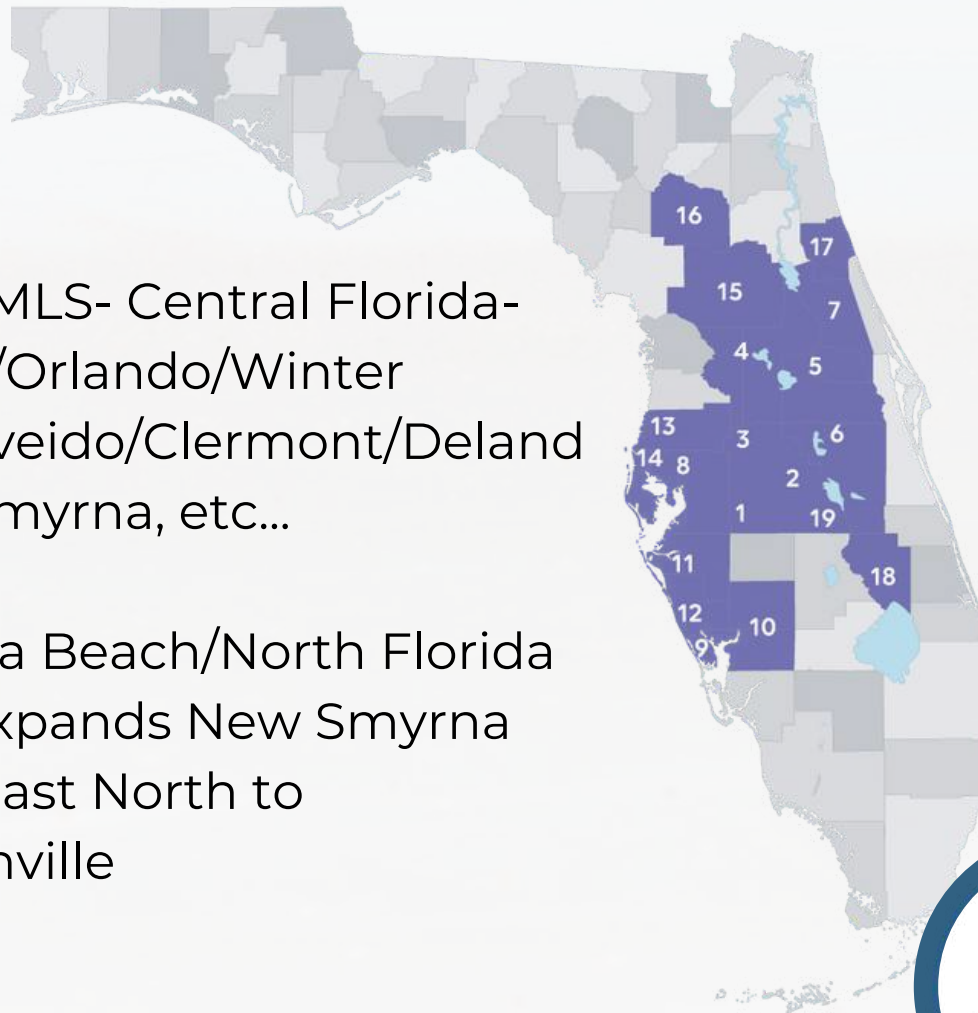 MLS- Central Florida-
/Orlando/Winter
veido/Clermont/Deland
myrna, etc...
a Beach/North Florida
xpands New Smyrna
ast North to
nville
16
17
15
7
4
5
13
3
6
14
8
2
1
19
11
18
12
10
9